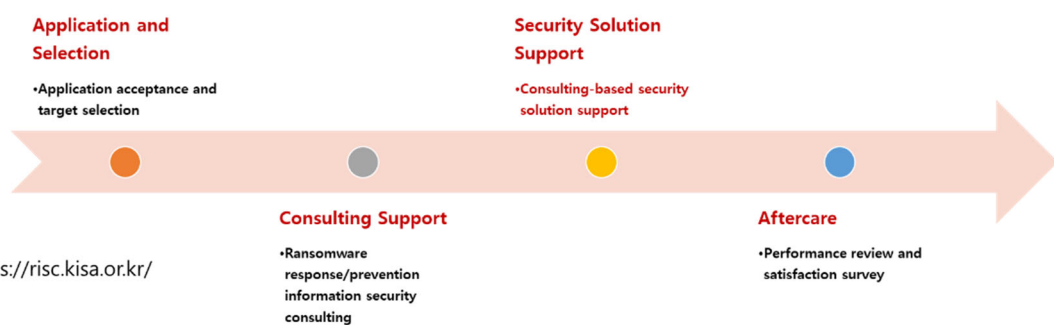 Application and
Selection
•Application acceptance and
target selection
Security Solution
Support
•Consulting-based security
solution support
Consulting Support
•Ransomware
response/prevention
information security
consulting
Aftercare
•Performance review and
satisfaction survey
s://risc.kisa.or.kr/